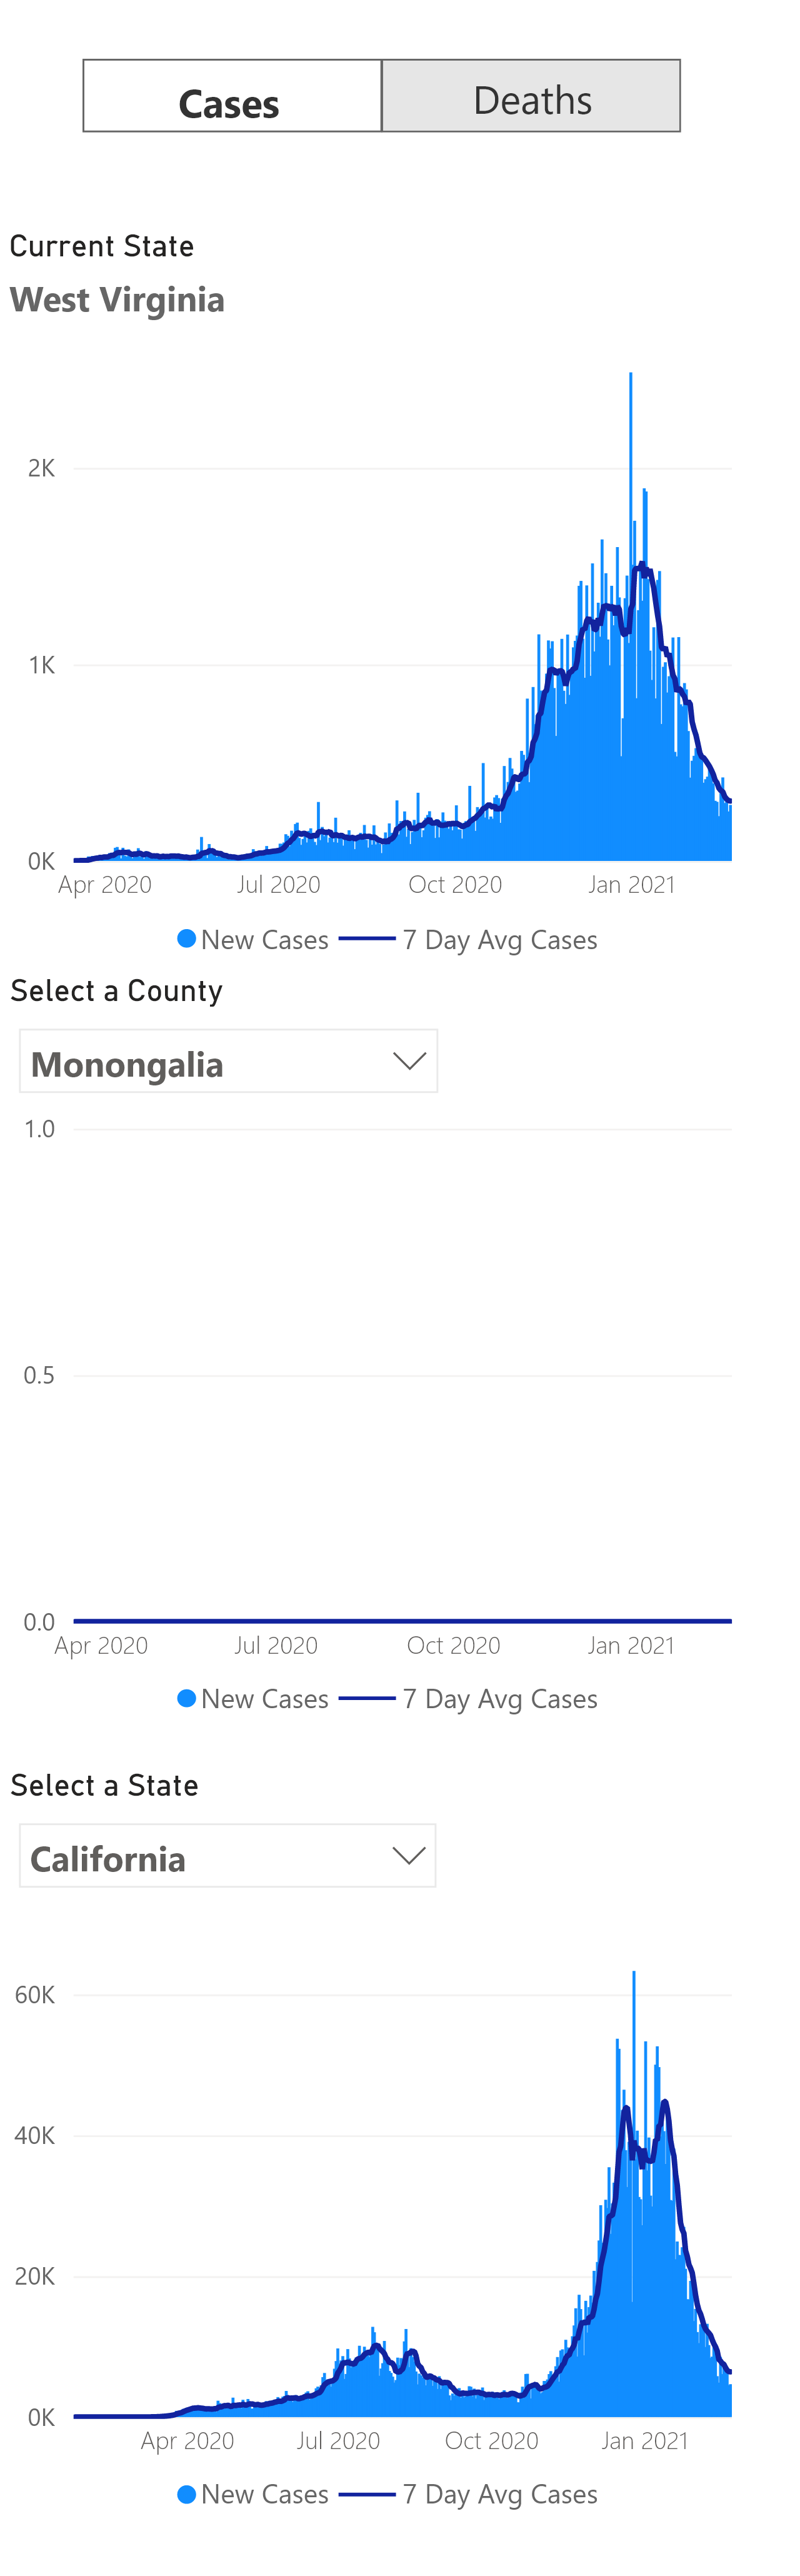 Cases Deaths
Current State
West Virginia
2K
1K
0K
Apr 2020 Jul 2020 Oct 2020 Jan 2021
New Cases 7 Day Avg Cases
Select a County
Monongalia
1.0
0.5
0.0
Apr 2020 Jul 2020 Oct 2020 Jan 2021
New Cases 7 Day Avg Cases
Select a State
California
60K
40K
20K
0K
Apr 2020 Jul 2020 Oct 2020 Jan 2021
New Cases 7 Day Avg Cases